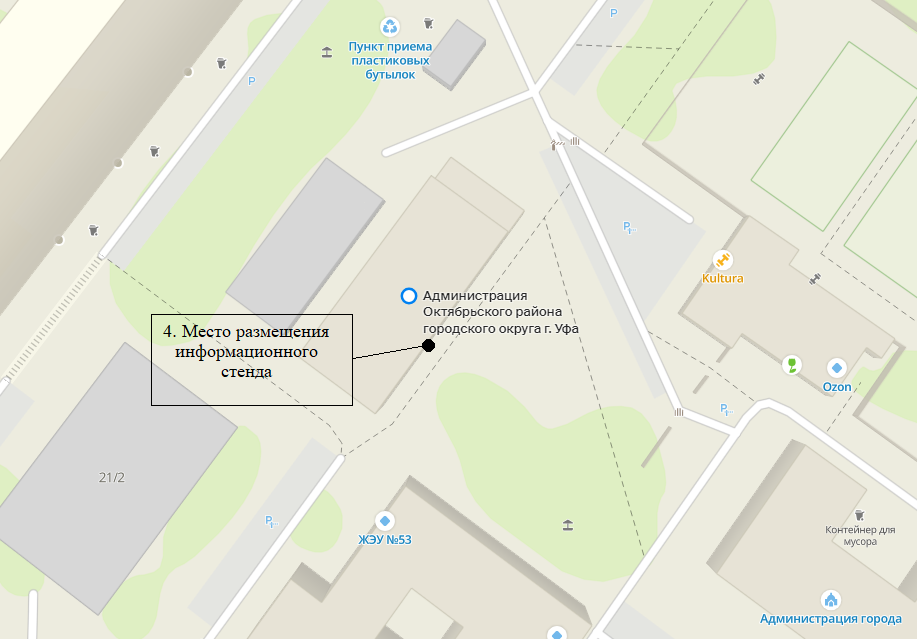 P
Пункт приема
пластиковых
бутылок
P
P
Kultura
Администрация
Октябрьского района
городского округа г. Уфа
4. Место размещения
информационного
стенда
Ozon
P
21/2
P
ЖЭУ №53
Контейнер для
мусора
Администрация города